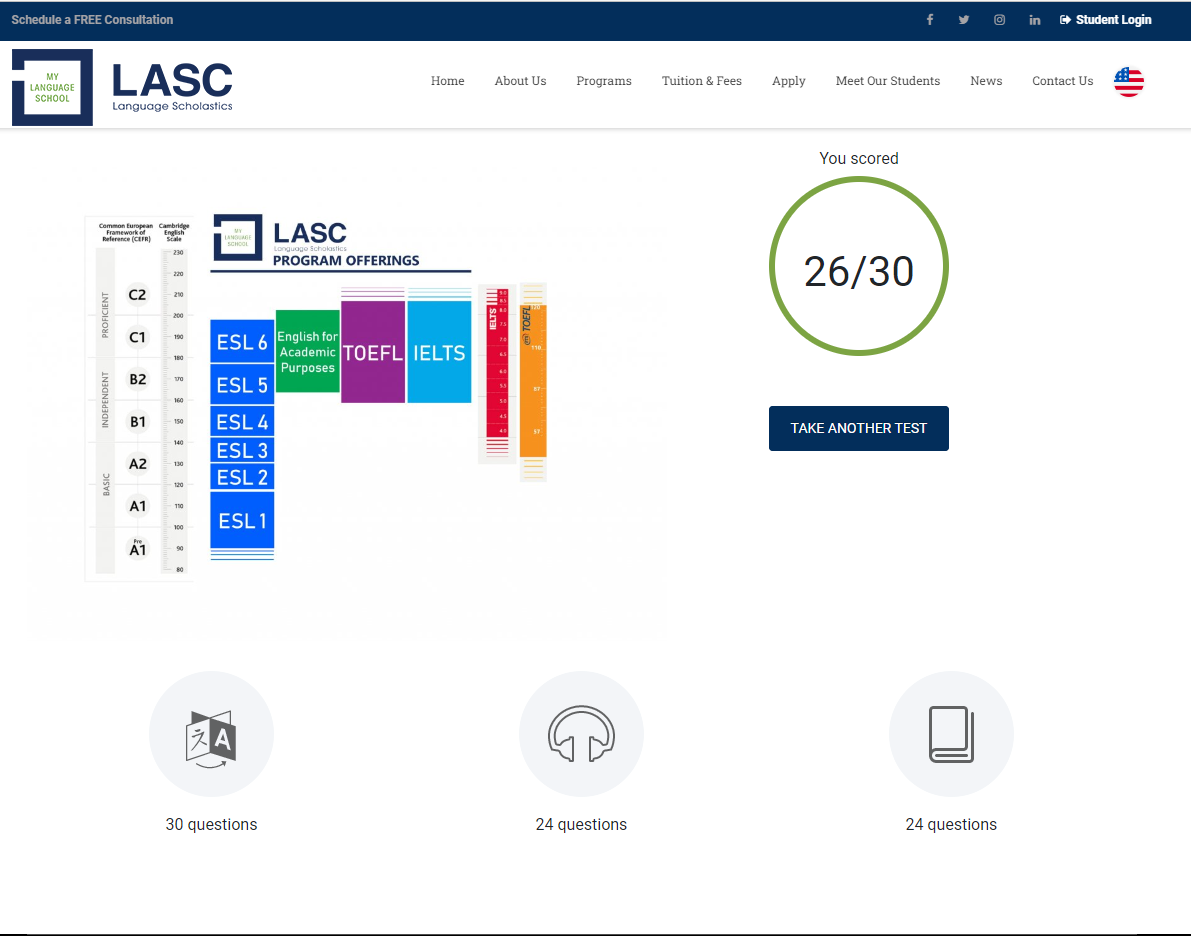 Schedule a FREE Consultation
Student Login
MY
LANGUAGE
SCHOOL
LASC
Language Scholastics
Home
About Us
Programs
Tuition & Fees
Apply
Meet Our Students
News
Contact Us
You scored
26/30
TAKE ANOTHER TEST
Common European
Framework of
Reference (CEFR)
Cambridge
English
Scale
PROFICIENT
INDEPENDENT
BASIC
C2
C1
B2
B1
A2
A1
Pre
A1
230
220
210
200
190
180
170
160
150
140
130
120
110
100
90
80
MY
LANGUAGE
SCHOOL
LASC
Language Scholastics
PROGRAM OFFERINGS
ESL 6
ESL 5
ESL 4
ESL 3
ESL 2
ESL 1
English for
Academic
Purposes
TOEFL
IELTS
IELTS
8.0
7.5
7.0
6.5
6.0
5.5
5.0
4.5
4.0
TOEFL
120
110
87
57
30 questions
24 questions
24 questions